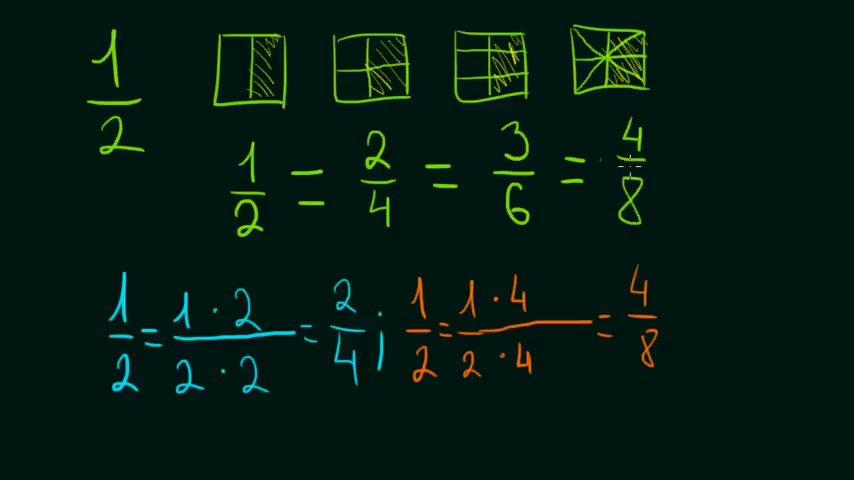 1/2
1/2 = 2/4 = 3/6 = 4/8
1/2 = 1·2/2·2 = 2/4 ; 1/2 = 1·4/2·4 = 4/8